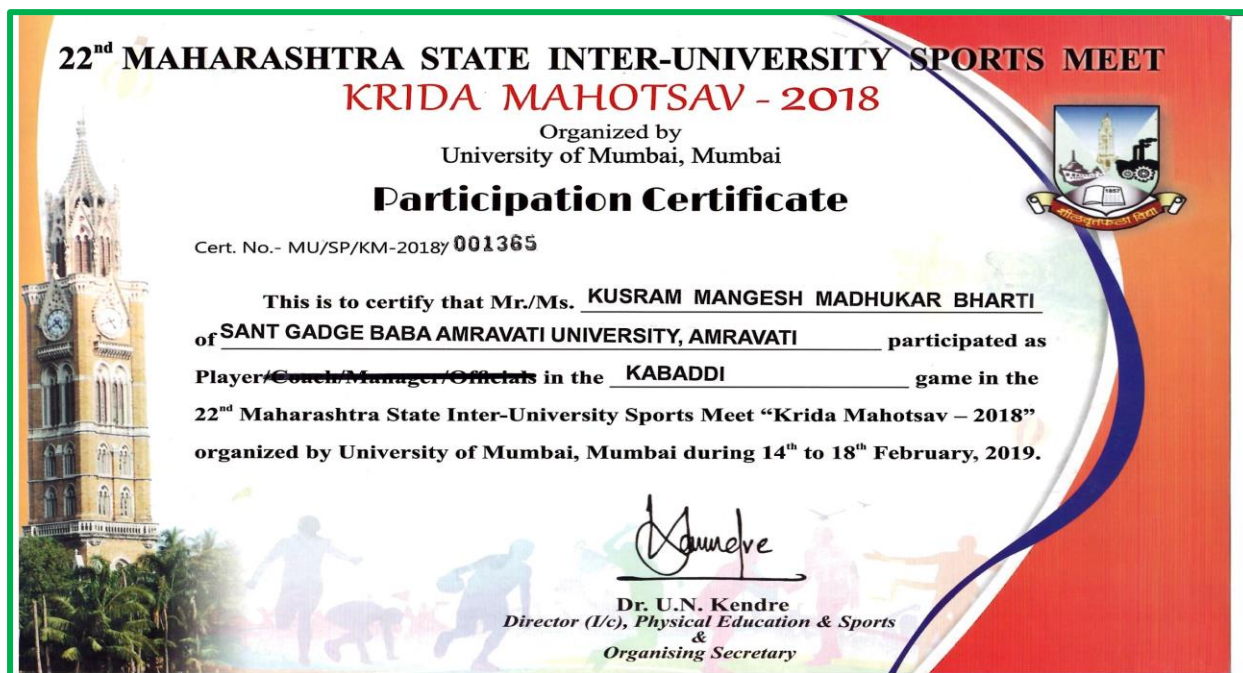 22nd MAHARASHTRA STATE INTER-UNIVERSITY SPORTS MEET
KRIDA MAHOTSAV - 2018
Organized by
University of Mumbai, Mumbai
Participation Certificate
1857
शीलवृतफला विद्या
Cert. No.- MU/SP/KM-2018/ 001365
This is to certify that Mr./Ms. KUSRAM MANGESH MADHUKAR BHARTI
of SANT GADGE BABA AMRAVATI UNIVERSITY, AMRAVATI participated as
Player/Coach/Manager/Officials in the KABADDI game in the
22nd Maharashtra State Inter-University Sports Meet “Krida Mahotsav – 2018”
organized by University of Mumbai, Mumbai during 14th to 18th February, 2019.
Dr. U.N. Kendre
Director (I/c), Physical Education & Sports
&
Organising Secretary